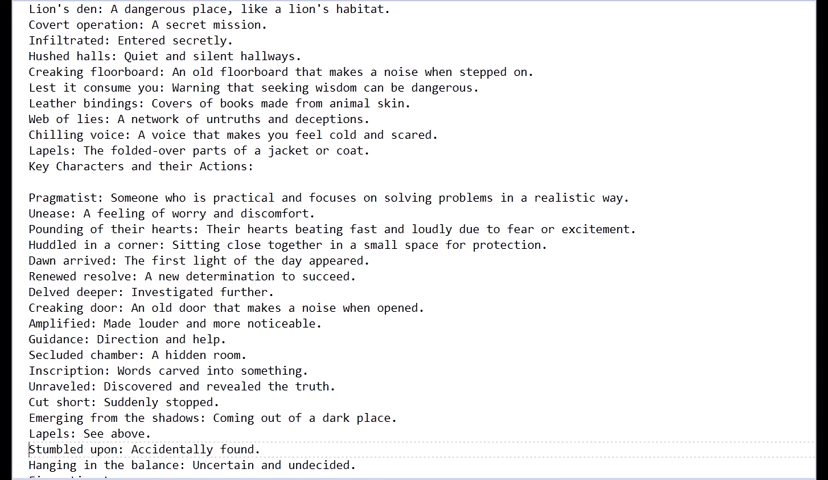 Lion's den: A dangerous place, like a lion's habitat.
Covert operation: A secret mission.
Infiltrated: Entered secretly.
Hushed halls: Quiet and silent hallways.
Creaking floorboard: An old floorboard that makes a noise when stepped on.
Lest it consume you: Warning that seeking wisdom can be dangerous.
Leather bindings: Covers of books made from animal skin.
Web of lies: A network of untruths and deceptions.
Chilling voice: A voice that makes you feel cold and scared.
Lapels: The folded-over parts of a jacket or coat.
Key Characters and their Actions:
Pragmatist: Someone who is practical and focuses on solving problems in a realistic way.
Unease: A feeling of worry and discomfort.
Pounding of their hearts: Their hearts beating fast and loudly due to fear or excitement.
Huddled in a corner: Sitting close together in a small space for protection.
Dawn arrived: The first light of the day appeared.
Renewed resolve: A new determination to succeed.
Delved deeper: Investigated further.
Creaking door: An old door that makes a noise when opened.
Amplified: Made louder and more noticeable.
Guidance: Direction and help.
Secluded chamber: A hidden room.
Inscription: Words carved into something.
Unraveled: Discovered and revealed the truth.
Cut short: Suddenly stopped.
Emerging from the shadows: Coming out of a dark place.
Lapels: See above.
Stumbled upon: Accidentally found.
Hanging in the balance: Uncertain and undecided.